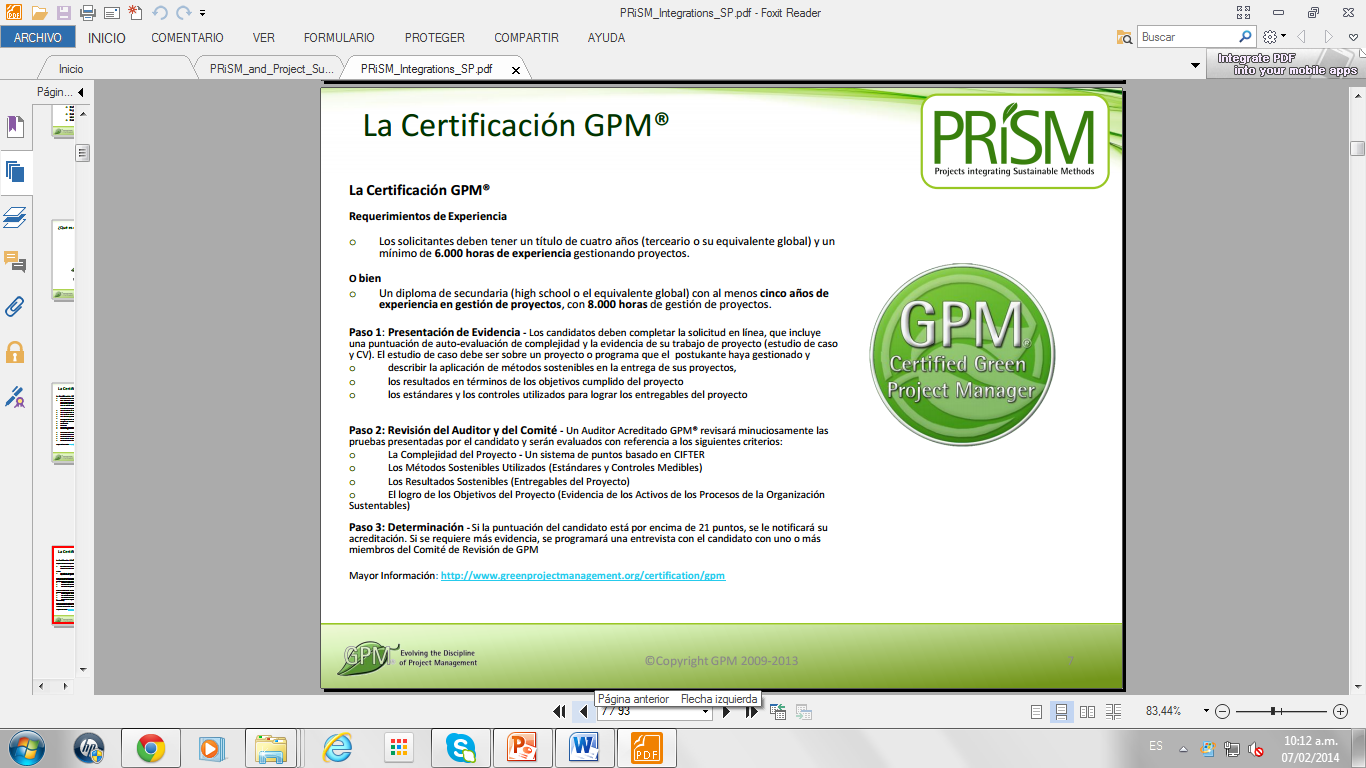 PRiSM_Integrations_SP.pdf - Foxit Reader
ARCHIVO INICIO COMENTARIO VER FORMULARIO PROTEGER COMPARTIR AYUDA
Buscar
Inicio PRiSM_and_Project_Su... PRiSM_Integrations_SP.pdf
Integrate PDF
into your mobile apps
Págin...
La Certificación GPM®
PRiSM
Projects integrating Sustainable Methods
La Certificación GPM®
Requerimientos de Experiencia
o Los solicitantes deben tener un título de cuatro años (terceario o su equivalente global) y un
mínimo de 6.000 horas de experiencia gestionando proyectos.
O bien
o Un diploma de secundaria (high school o el equivalente global) con al menos cinco años de
experiencia en gestión de proyectos, con 8.000 horas de gestión de proyectos.
Paso 1: Presentación de Evidencia - Los candidatos deben completar la solicitud en línea, que incluye
una puntuación de auto-evaluación de complejidad y la evidencia de su trabajo de proyecto (estudio de caso
y CV). El estudio de caso debe ser sobre un proyecto o programa que el postukante haya gestionado y
o describir la aplicación de métodos sostenibles en la entrega de sus proyectos,
o los resultados en términos de los objetivos cumplido del proyecto
o los estándares y los controles utilizados para lograr los entregables del proyecto
Paso 2: Revisión del Auditor y del Comité - Un Auditor Acreditado GPM® revisará minuciosamente las
pruebas presentadas por el candidato y serán evaluados con referencia a los siguientes criterios:
o La Complejidad del Proyecto - Un sistema de puntos basado en CIFTER
o Los Métodos Sostenibles Utilizados (Estándares y Controles Medibles)
o Los Resultados Sostenibles (Entregables del Proyecto)
o El logro de los Objetivos del Proyecto (Evidencia de los Activos de los Procesos de la Organización
Sustentables)
Paso 3: Determinación - Si la puntuación del candidato está por encima de 21 puntos, se le notificará su
acreditación. Si se requiere más evidencia, se programará una entrevista con el candidato con uno o más
miembros del Comité de Revisión de GPM
Mayor Información: http://www.greenprojectmanagement.org/certification/gpm
GPM®
Certified Green
Project Manager
GPM
Evolving the Discipline
of Project Management
©Copyright GPM 2009-2013
7
Página anterior Flecha izquierda
7 / 93
83,44%
ES
10:12 a.m.
07/02/2014